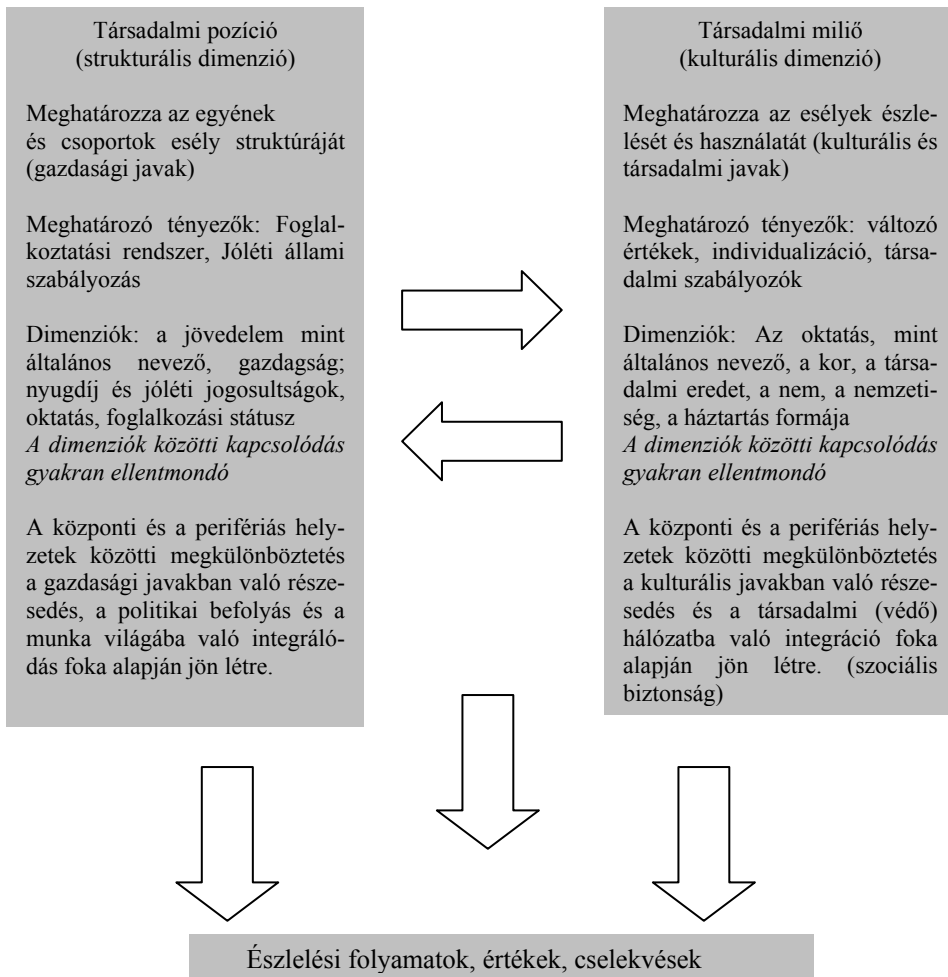 Társadalmi pozíció
(strukturális dimenzió)
Meghatározza az egyének
és csoportok esély struktúráját
(gazdasági javak)
Meghatározó tényezők: Foglal-
koztatási rendszer, Jóléti állami
szabályozás
Dimenziók: a jövedelem mint
általános nevező, gazdagság;
nyugdíj és jóléti jogosultságok,
oktatás, foglalkozási státusz
A dimenziók közötti kapcsolódás
gyakran ellentmondó
A központi és a perifériás hely-
zetek közötti megkülönböztetés
a gazdasági javakban való része-
sedés, a politikai befolyás és a
munka világába való integráló-
dás foka alapján jön létre.
Társadalmi miliő
(kulturális dimenzió)
Meghatározza az esélyek észle-
lését és használatát (kulturális és
társadalmi javak)
Meghatározó tényezők: változó
értékek, individualizáció, társa-
dalmi szabályozók
Dimenziók: Az oktatás, mint
általános nevező, a kor, a társa-
dalmi eredet, a nem, a nemzeti-
ség, a háztartás formája
A dimenziók közötti kapcsolódás
gyakran ellentmondó
A központi és a perifériás hely-
zetek közötti megkülönböztetés
a kulturális javakban való része-
sedés és a társadalmi (védő)
hálózatba való integráció foka
alapján jön létre. (szociális
biztonság)
Észlelési folyamatok, értékek, cselekvések